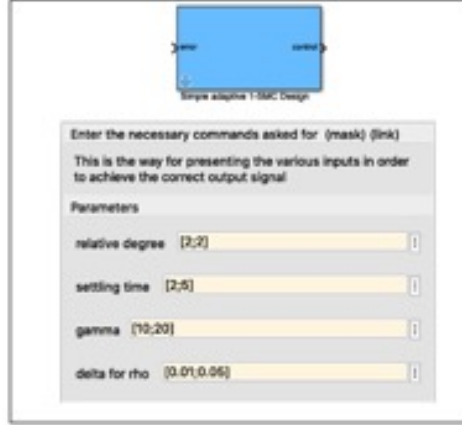 error
control
Simple adaptive 1-SMC Design
Enter the necessary commands asked for (mask) (link)
This is the way for presenting the various inputs in order
to achieve the correct output signal
Parameters
relative degree [2;2]
settling time [2;5]
gamma [10;20]
delta for rho [0.01;0.05]